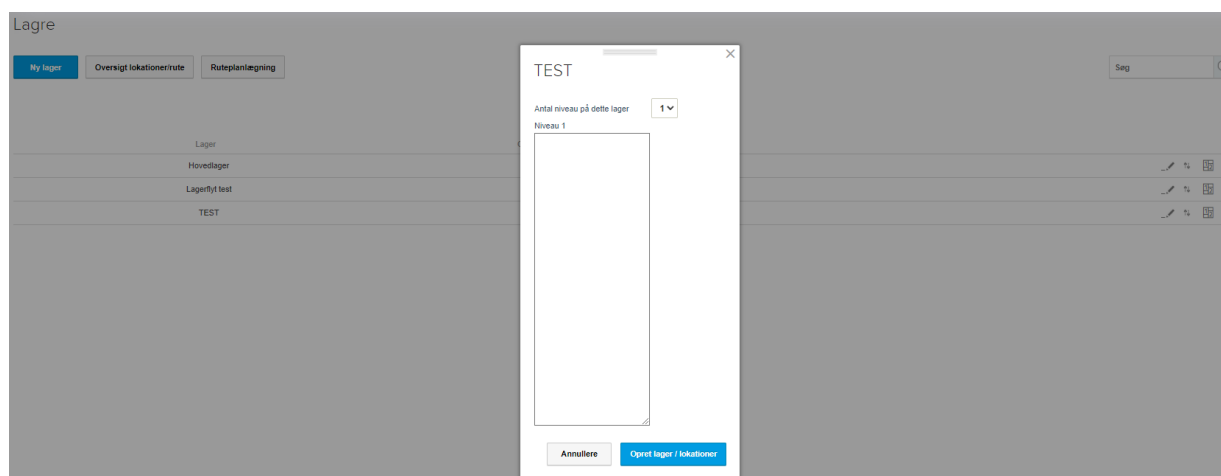 Lagre
Ny lager
Oversigt lokationer/rute
Ruteplanlægning
Søg
Lager
Hovedlager
Lagerflyt test
TEST
TEST
Antal niveau på dette lager
1
Niveau 1
Annullere
Opret lager / lokationer